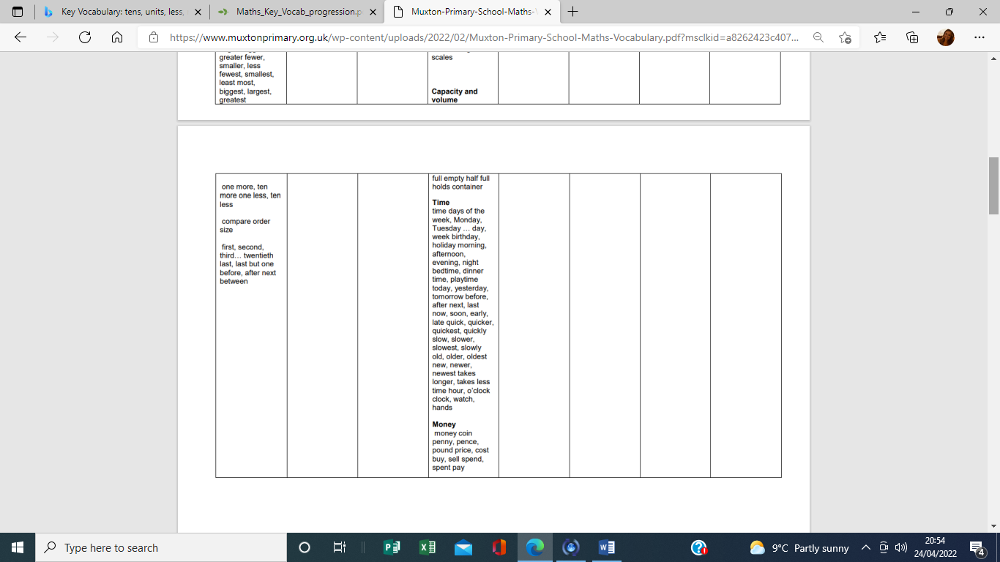 Key Vocabulary: tens, units, less,
Maths_Key_Vocab_progression.p
Muxton-Primary-School-Maths-
https://www.muxtonprimary.org.uk/wp-content/uploads/2022/02/Muxton-Primary-School-Maths-Vocabulary.pdf?msclkid=a8262423c407...
greater fewer,
smaller, less
fewest, smallest,
least most,
biggest, largest,
greatest
scales
Capacity and
volume
one more, ten
more one less, ten
less
compare order
size
first, second,
third… twentieth
last, last but one
before, after next
between
full empty half full
holds container
Time
time days of the
week, Monday,
Tuesday … day,
week birthday,
holiday morning,
afternoon,
evening, night
bedtime, dinner
time, playtime
today, yesterday,
tomorrow before,
after next, last
now, soon, early,
late quick, quicker,
quickest, quickly
slow, slower,
slowest, slowly
old, older, oldest
new, newer,
newest takes
longer, takes less
time hour, o'clock
clock, watch,
hands
Money
money coin
penny, pence,
pound price, cost
buy, sell spend,
spent pay
Type here to search
9°C Partly sunny
20:54
24/04/2022
4